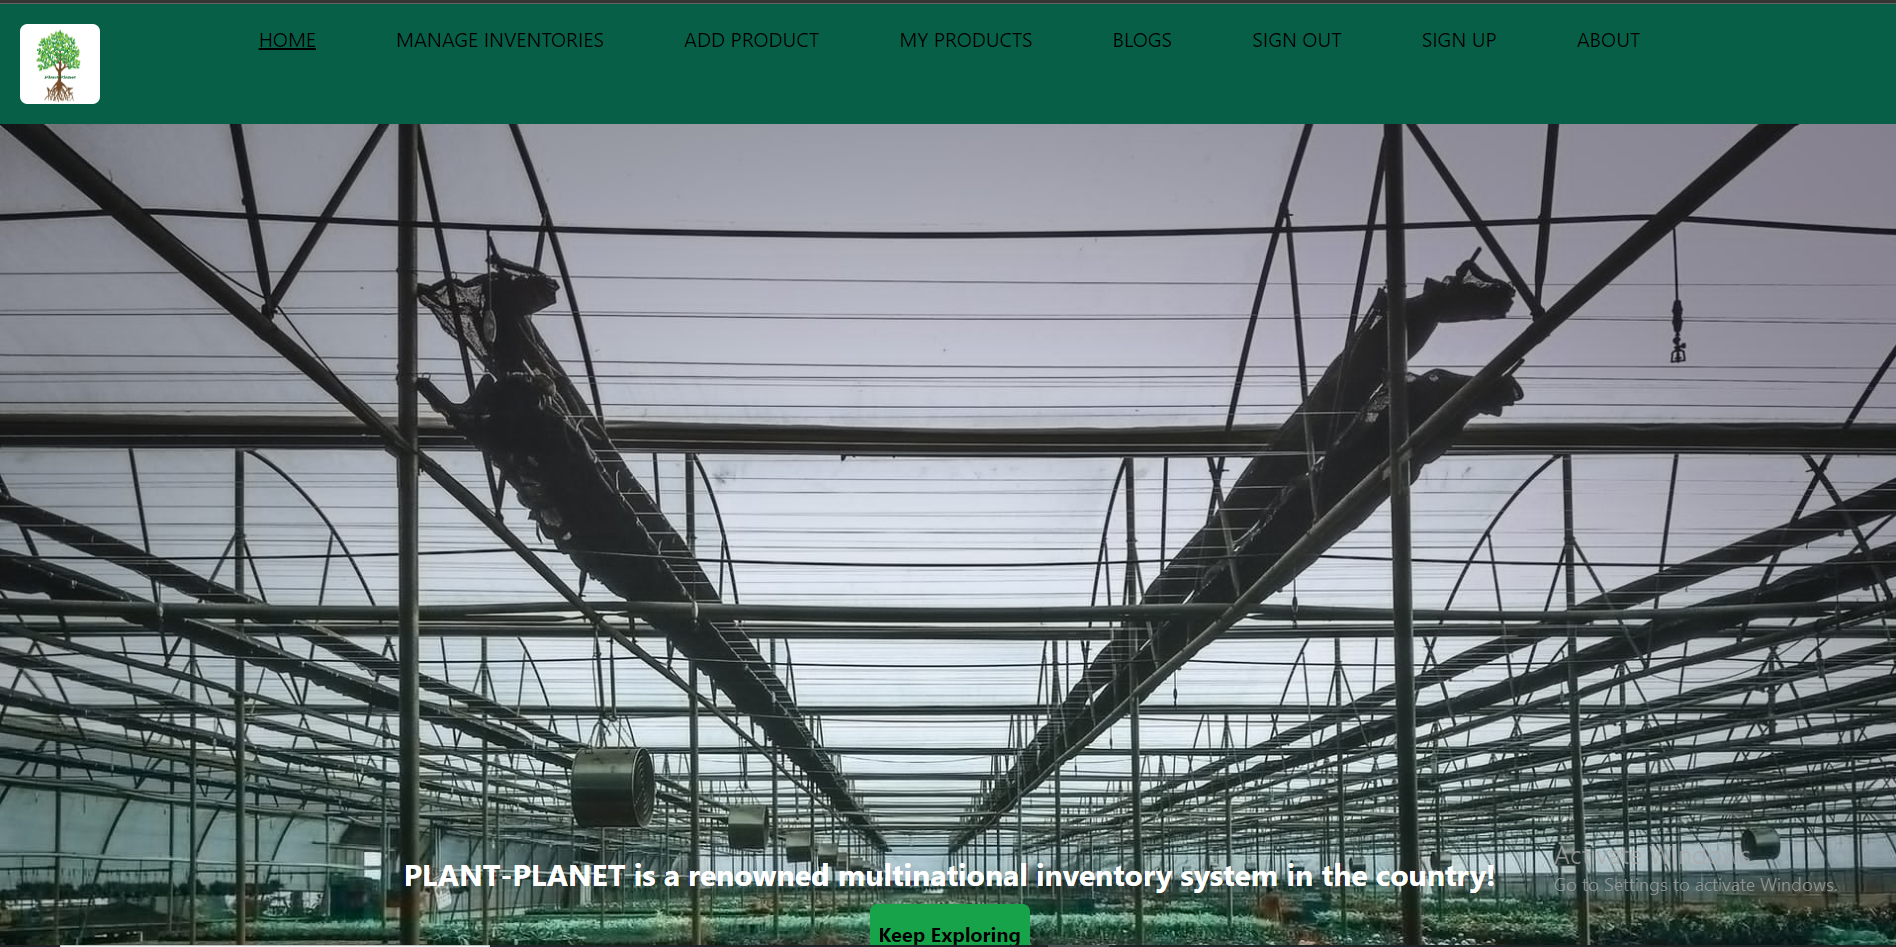 HOME MANAGE INVENTORIES ADD PRODUCT MY PRODUCTS BLOGS SIGN OUT SIGN UP ABOUT
PLANT-PLANET is a renowned multinational inventory system in the country!
Activate Windows
Go to Settings to activate Windows.
Keep Exploring